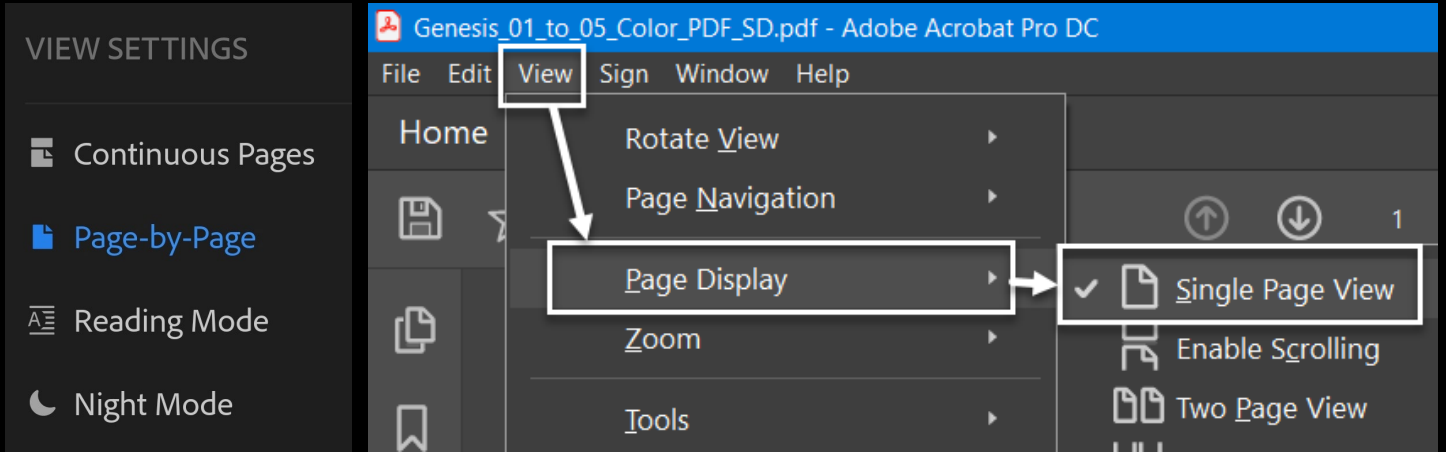 VIEW SETTINGS
Continuous Pages
Page-by-Page
Reading Mode
Night Mode
Genesis_01_to_05_Color_PDF_SD.pdf - Adobe Acrobat Pro DC
File Edit View Sign Window Help
Home
Rotate View
Page Navigation
1
Page Display
Single Page View
Zoom
Enable Scrolling
Two Page View
Tools